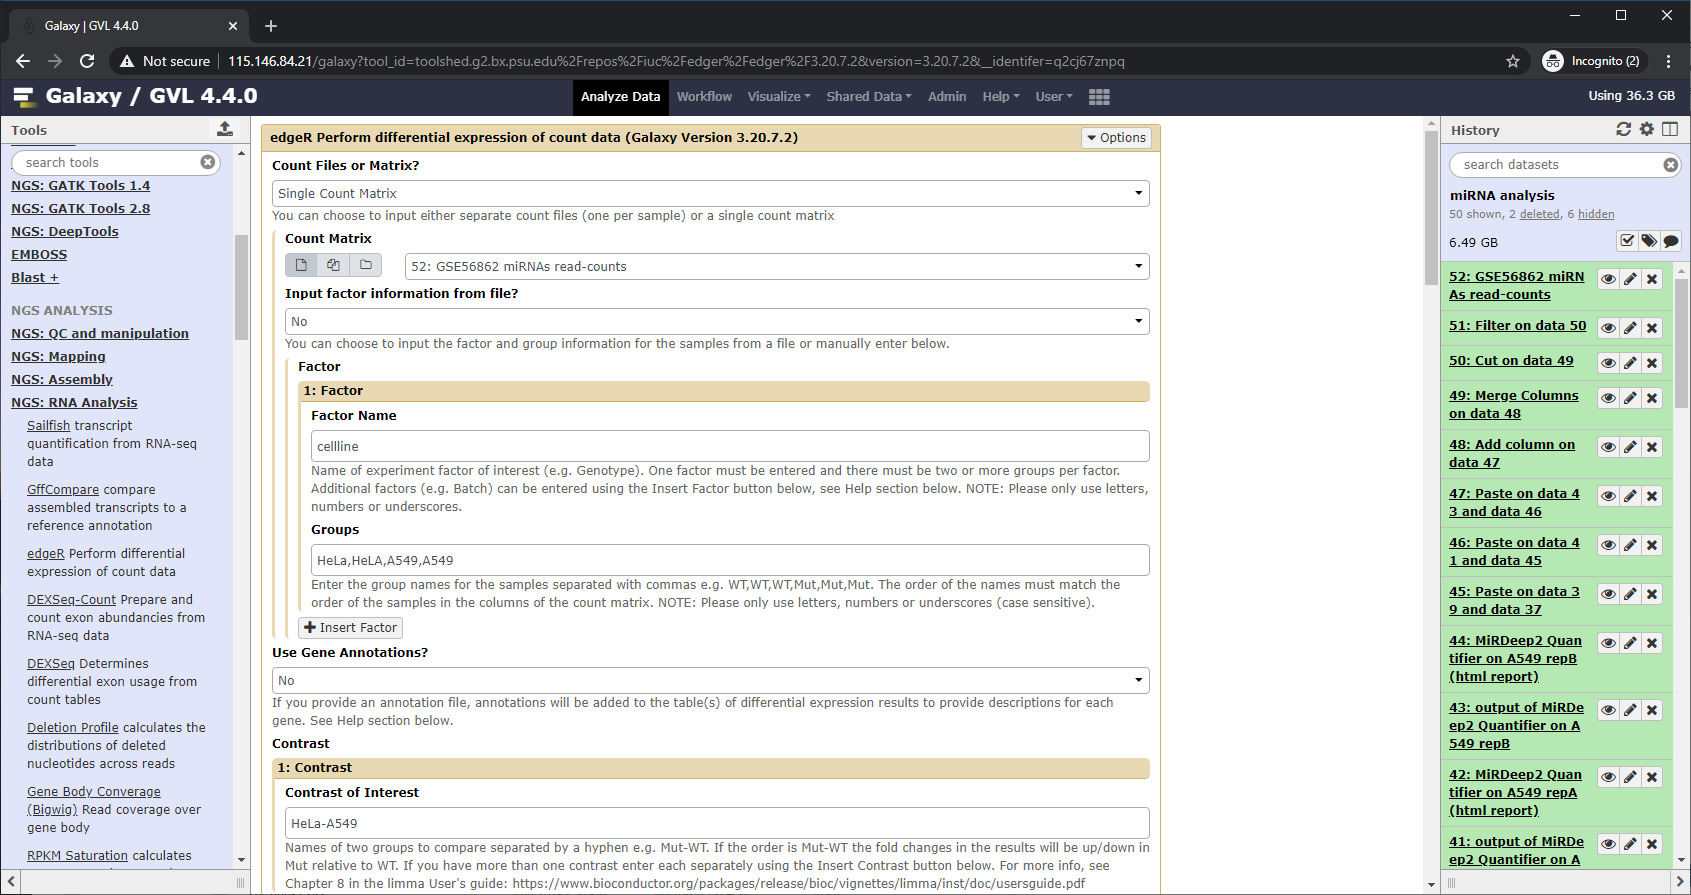 Galaxy | GVL 4.4.0
Not secure | 115.146.84.21/galaxy?tool_id=toolshed.g2.bx.psu.edu%2Frepos%2Fiuc%2Fedger%2Fedger%2F3.20.7.2&version=3.20.7.2&__identifer=q2cj67znpq
Incognito (2)
Galaxy / GVL 4.4.0
Analyze Data
Workflow
Visualize
Shared Data
Admin
Help
User
Using 36.3 GB
Tools
search tools
NGS: GATK Tools 1.4
NGS: GATK Tools 2.8
NGS: DeepTools
EMBOSS
Blast +
NGS ANALYSIS
NGS: QC and manipulation
NGS: Mapping
NGS: Assembly
NGS: RNA Analysis
Sailfish transcript
quantification from RNA-seq
data
GffCompare compare
assembled transcripts to a
reference annotation
edgeR Perform differential
expression of count data
DEXSeq-Count Prepare and
count exon abundancies from
RNA-seq data
DEXSeq Determines
differential exon usage from
count tables
Deletion Profile calculates the
distributions of deleted
nucleotides across reads
Gene Body Converage
(Bigwig) Read coverage over
gene body
RPKM Saturation calculates
edgeR Perform differential expression of count data (Galaxy Version 3.20.7.2)
Options
Count Files or Matrix?
Single Count Matrix
You can choose to input either separate count files (one per sample) or a single count matrix
Count Matrix
52: GSE56862 miRNAs read-counts
Input factor information from file?
No
You can choose to input the factor and group information for the samples from a file or manually enter below.
Factor
1: Factor
Factor Name
cellline
Name of experiment factor of interest (e.g. Genotype). One factor must be entered and there must be two or more groups per factor.
Additional factors (e.g. Batch) can be entered using the Insert Factor button below, see Help section below. NOTE: Please only use letters,
numbers or underscores.
Groups
HeLa,HeLA,A549,A549
Enter the group names for the samples separated with commas e.g. WT,WT,WT,Mut,Mut,Mut. The order of the names must match the
order of the samples in the columns of the count matrix. NOTE: Please only use letters, numbers or underscores (case sensitive).
Insert Factor
Use Gene Annotations?
No
If you provide an annotation file, annotations will be added to the table(s) of differential expression results to provide descriptions for each
gene. See Help section below.
Contrast
1: Contrast
Contrast of Interest
HeLa-A549
Names of two groups to compare separated by a hyphen e.g. Mut-WT. If the order is Mut-WT the fold changes in the results will be up/down in
Mut relative to WT. If you have more than one contrast enter each separately using the Insert Contrast button below. For more info, see
Chapter 8 in the limma User's guide: https://www.bioconductor.org/packages/release/bioc/vignettes/limma/inst/doc/usersguide.pdf
History
search datasets
miRNA analysis
50 shown, 2 deleted, 6 hidden
6.49 GB
52: GSE56862 miRN
As read-counts
51: Filter on data 50
50: Cut on data 49
49: Merge Columns
on data 48
48: Add column on
data 47
47: Paste on data 4
3 and data 46
46: Paste on data 4
1 and data 45
45: Paste on data 3
9 and data 37
44: MiRDeep2 Quan
tifier on A549 repB
(html report)
43: output of MiRDe
ep2 Quantifier on A
549 repB
42: MiRDeep2 Quan
tifier on A549 repA
(html report)
41: output of MiRDe
ep2 Quantifier on A